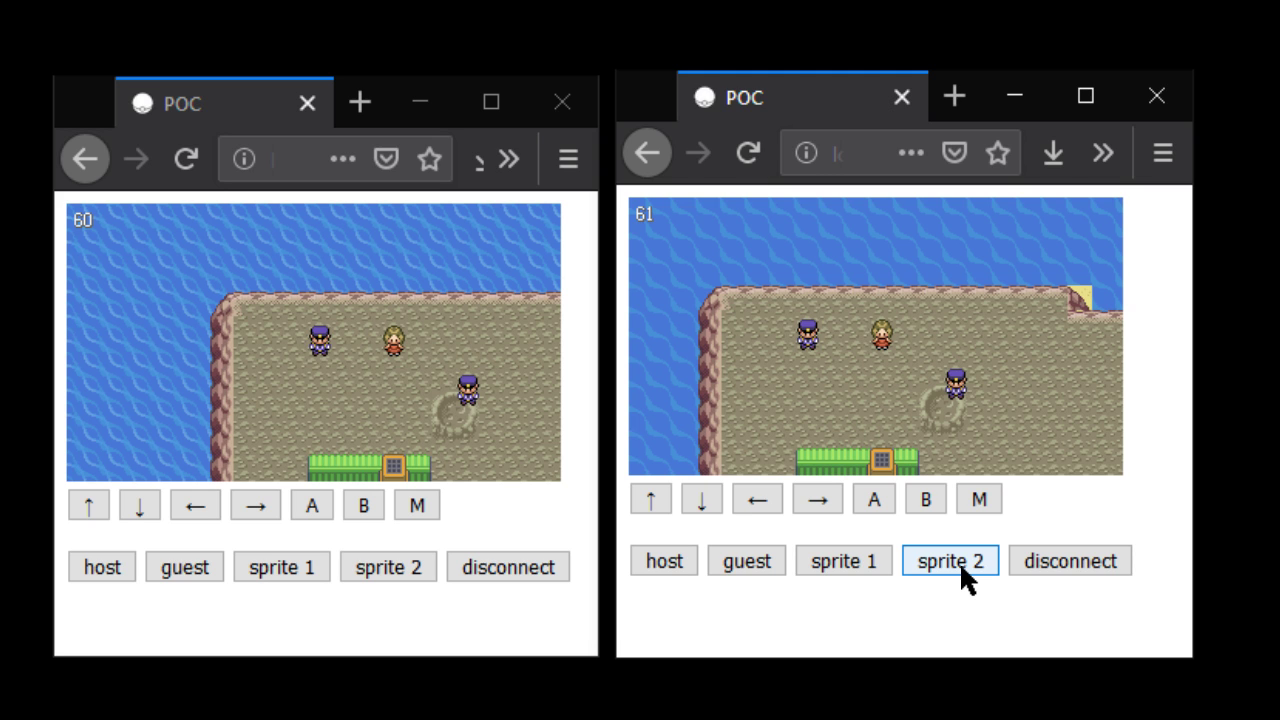 POC
60
↑ ↓ ← → A B M
host guest sprite 1 sprite 2 disconnect
POC
61
↑ ↓ ← → A B M
host guest sprite 1 sprite 2 disconnect